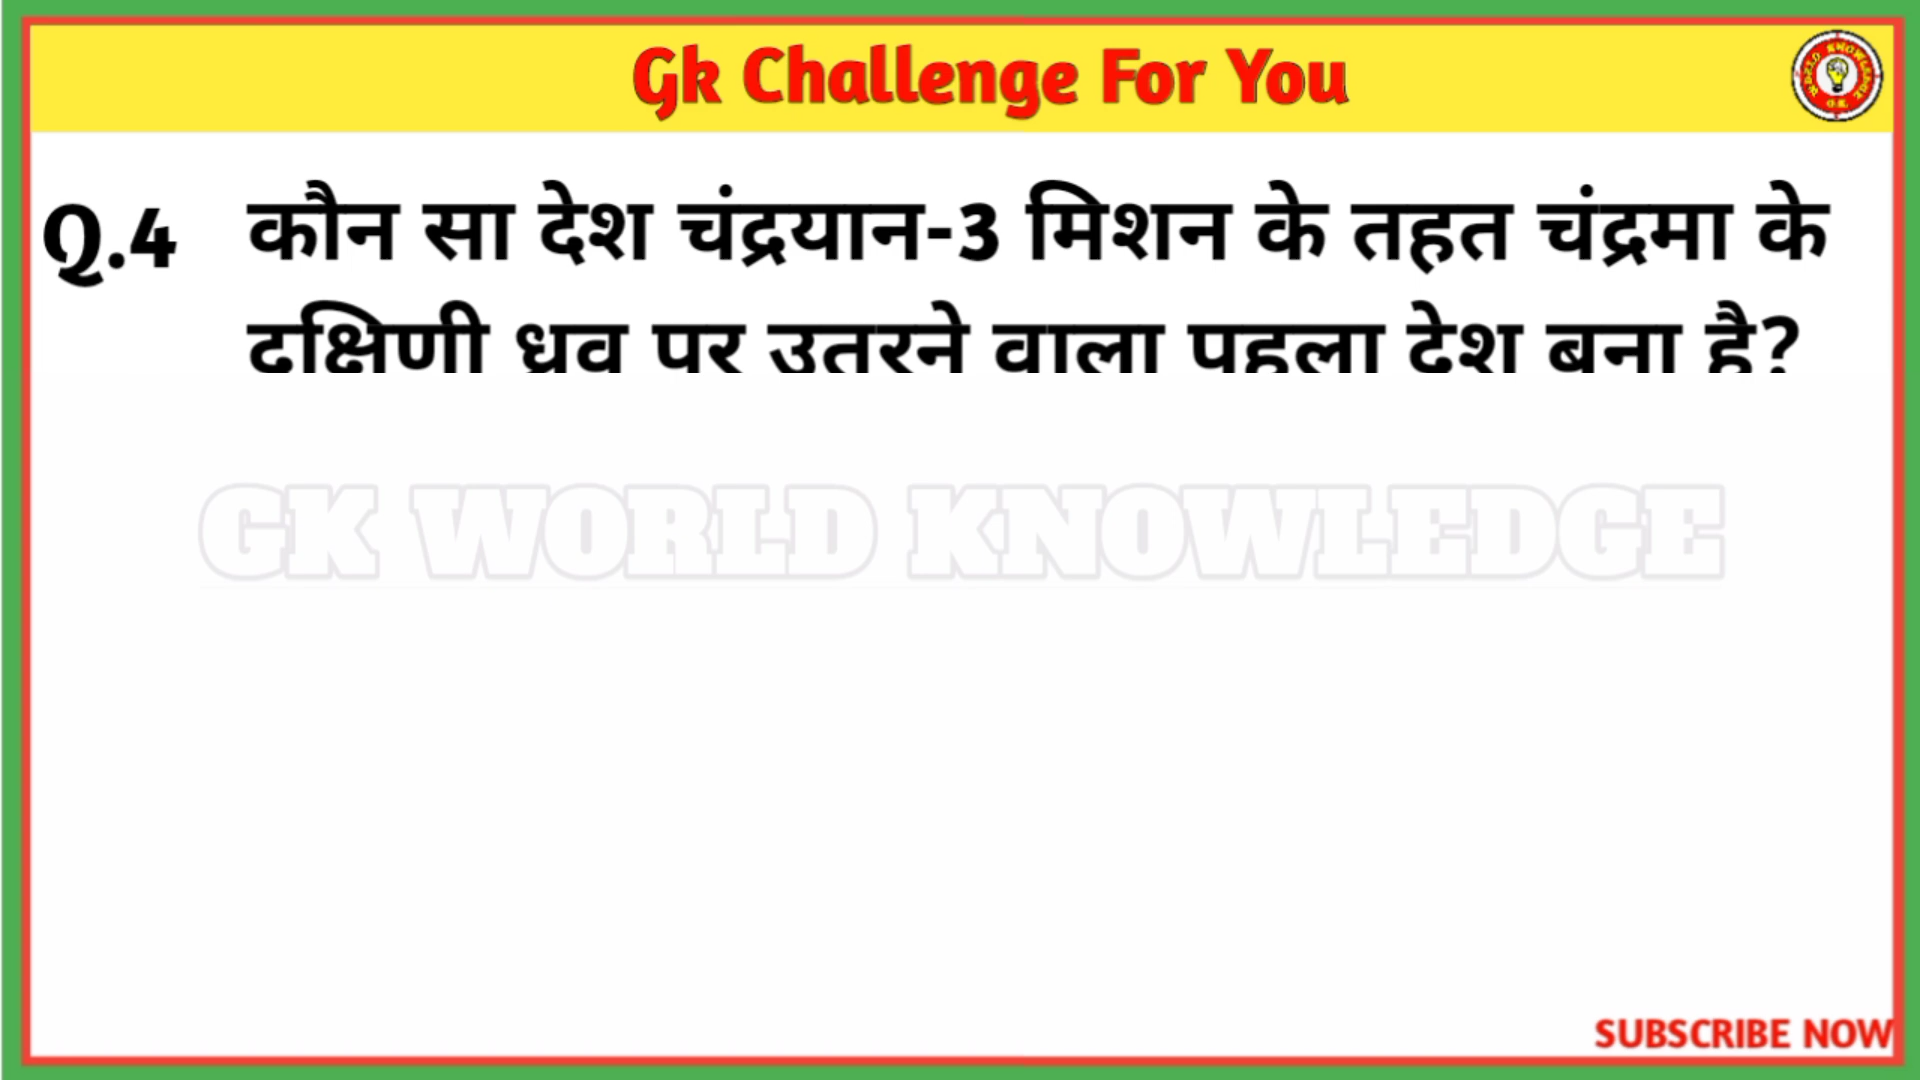 Gk Challenge For You
Q.4 कौन सा देश चंद्रयान-3 मिशन के तहत चंद्रमा के
दक्षिणी ध्रुव पर उतरने वाला पहला देश बना है?
GK WORLD KNOWLEDGE
SUBSCRIBE NOW